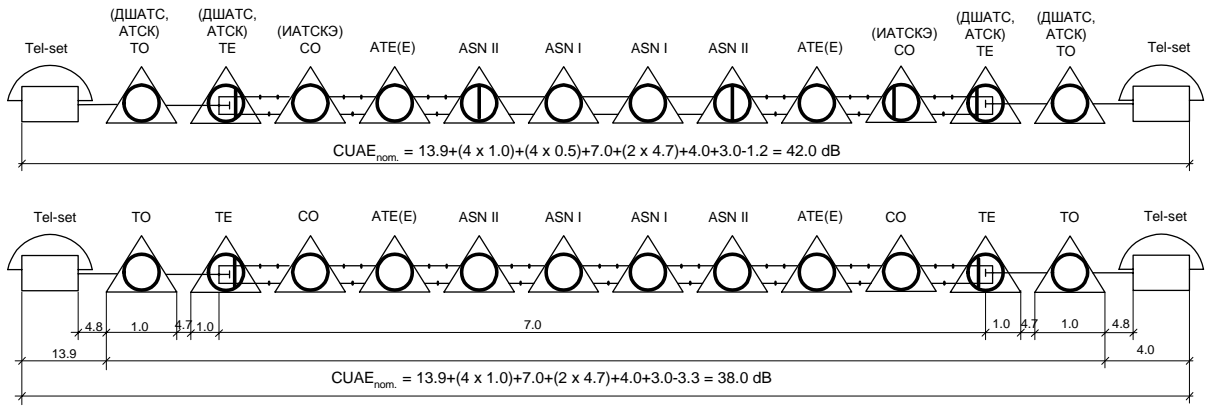 Tel-set
(ДШАТС, АТСК) ТО
(ДШАТС, АТСК) ТЕ
(ИАТСКЭ) СО
ATE(E)
ASN II
ASN I
ASN I
ASN II
ATE(E)
(ИАТСКЭ) СО
(ДШАТС, АТСК) ТЕ
(ДШАТС, АТСК) ТО
Tel-set
CUAEnom. = 13.9+(4 x 1.0)+(4 x 0.5)+7.0+(2 x 4.7)+4.0+3.0-1.2 = 42.0 dB
Tel-set
TO
TE
CO
ATE(E)
ASN II
ASN I
ASN I
ASN II
ATE(E)
CO
TE
TO
Tel-set
4.8
1.0
4.7
1.0
7.0
1.0
4.7
1.0
4.8
13.9
4.0
CUAEnom. = 13.9+(4 x 1.0)+7.0+(2 x 4.7)+4.0+3.0-3.3 = 38.0 dB